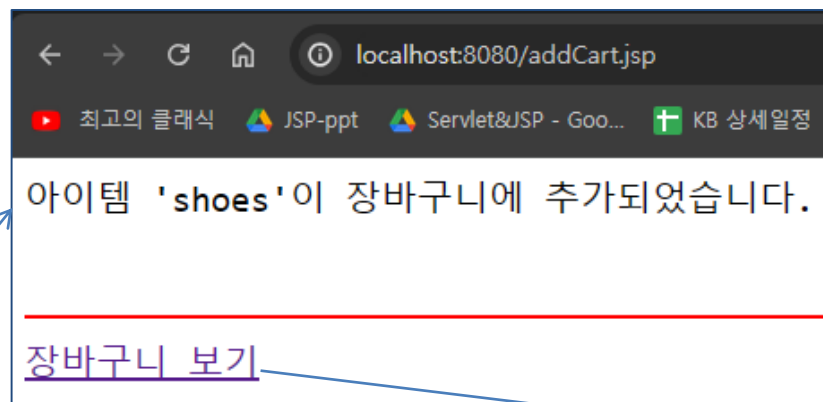 localhost:8080/addCart.jsp
최고의 클래식 JSP-ppt Servlet&JSP - Goo... KB 상세일정
아이템 'shoes'이 장바구니에 추가되었습니다.
장바구니 보기